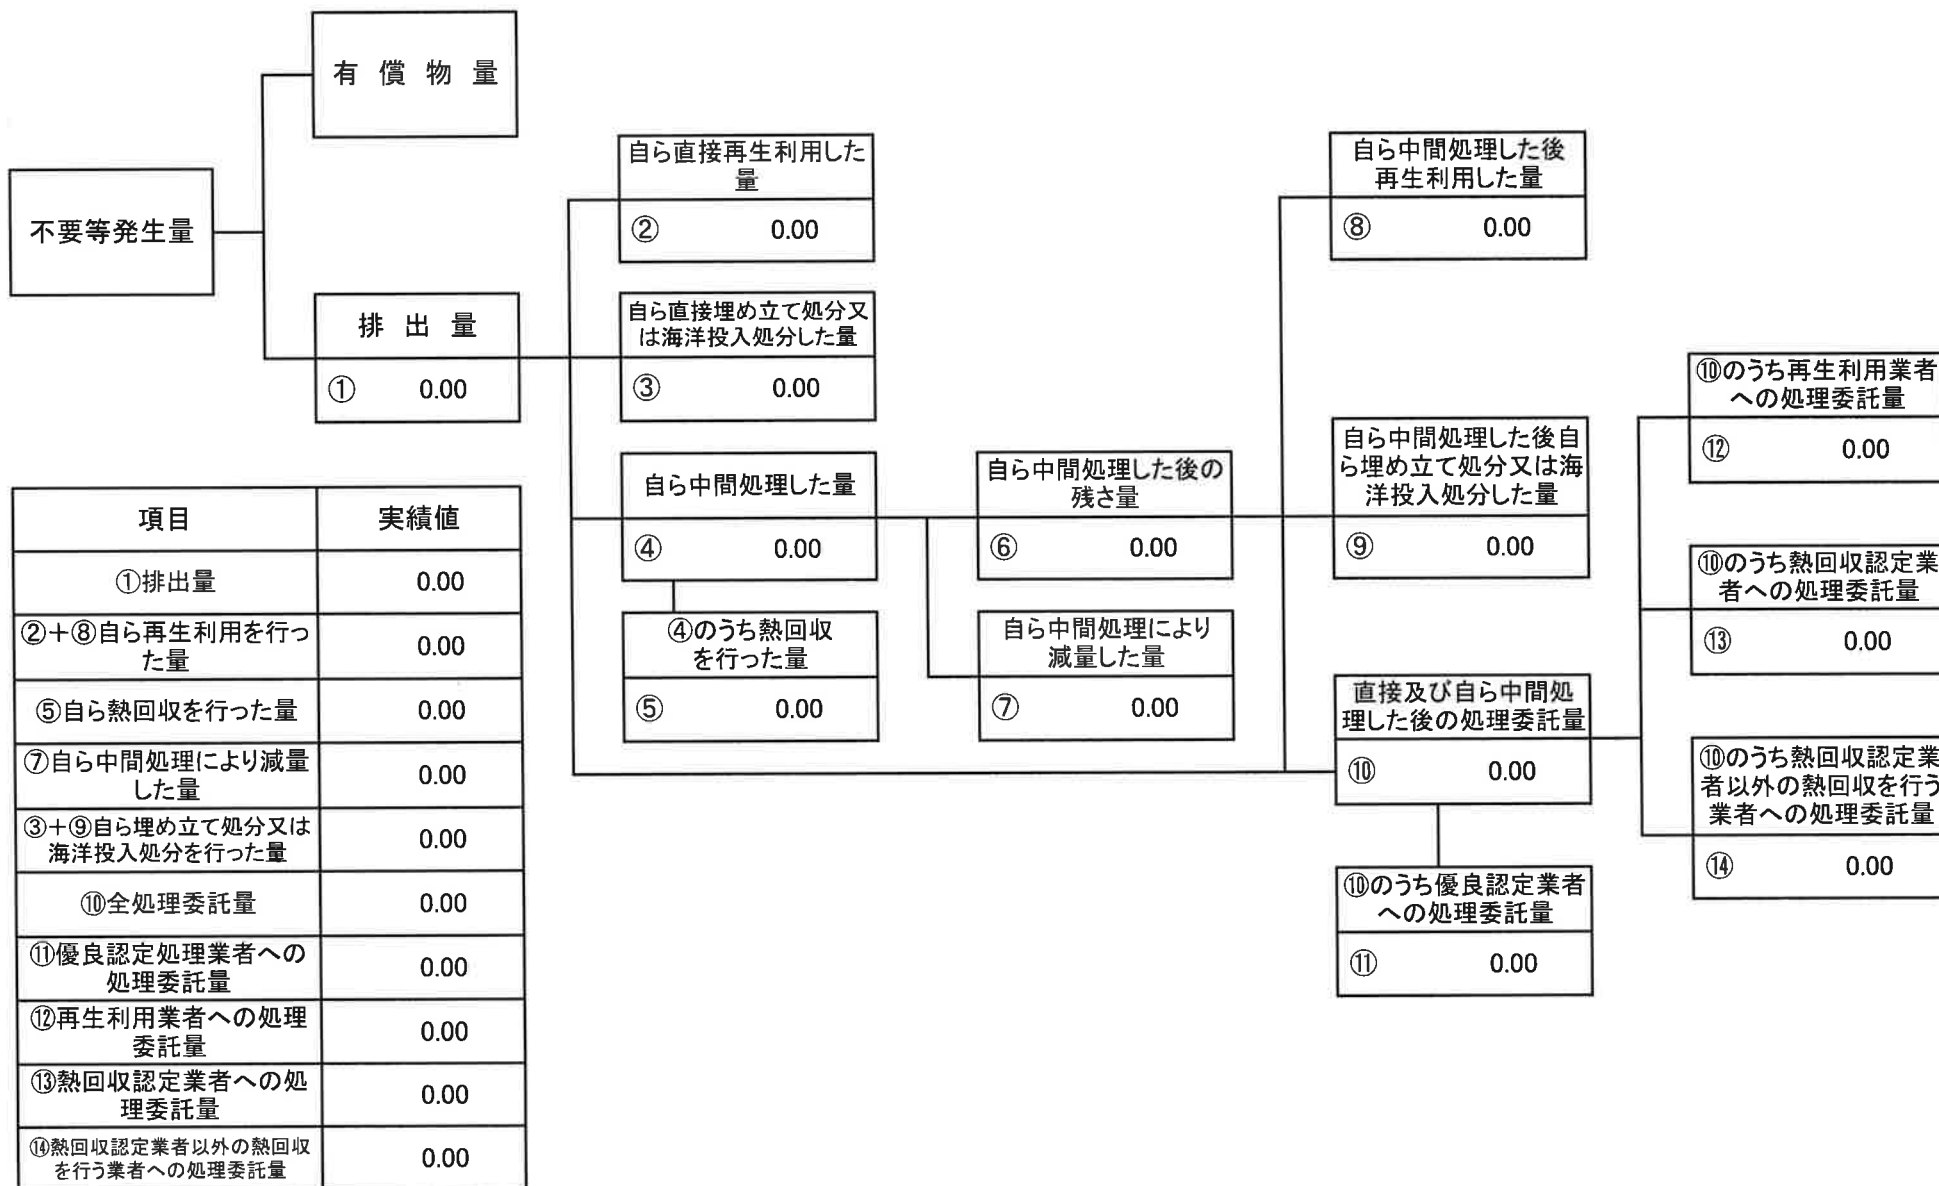 有 償 物 量
不要等発生量
排 出 量
① 0.00
自ら直接再生利用した
量
② 0.00
自ら直接埋め立て処分又
は海洋投入処分した量
③ 0.00
自ら中間処理した量
④ 0.00
④のうち熱回収
を行った量
⑤ 0.00
自ら中間処理した後の
残さ量
⑥ 0.00
自ら中間処理により
減量した量
⑦ 0.00
自ら中間処理した後
再生利用した量
⑧ 0.00
自ら中間処理した後自
ら埋め立て処分又は海
洋投入処分した量
⑨ 0.00
直接及び自ら中間処
理した後の処理委託量
⑩ 0.00
⑩のうち優良認定業者
への処理委託量
⑪ 0.00
⑩のうち再生利用業者
への処理委託量
⑫ 0.00
⑩のうち熱回収認定業
者への処理委託量
⑬ 0.00
⑩のうち熱回収認定業
者以外の熱回収を行う
業者への処理委託量
⑭ 0.00
項目 実績値
①排出量 0.00
②＋⑧自ら再生利用を行っ
た量 0.00
⑤自ら熱回収を行った量 0.00
⑦自ら中間処理により減量
した量 0.00
③＋⑨自ら埋め立て処分又は
海洋投入処分を行った量 0.00
⑩全処理委託量 0.00
⑪優良認定処理業者への
処理委託量 0.00
⑫再生利用業者への処理
委託量 0.00
⑬熱回収認定業者への処
理委託量 0.00
⑭熱回収認定業者以外の熱回収
を行う業者への処理委託量 0.00